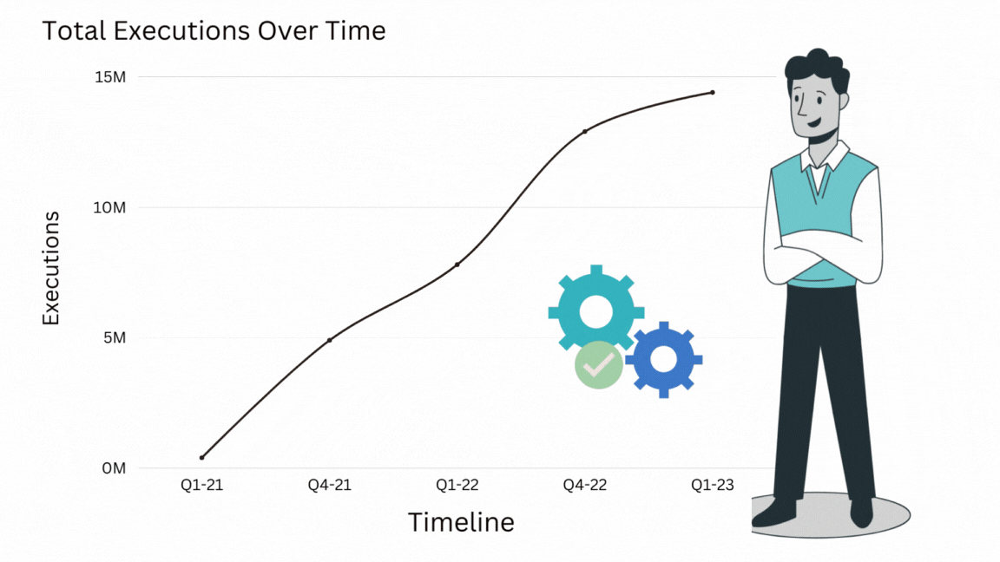 Total Executions Over Time
15M
10M
5M
0M
Executions
Q1-21 Q4-21 Q1-22 Q4-22 Q1-23
Timeline